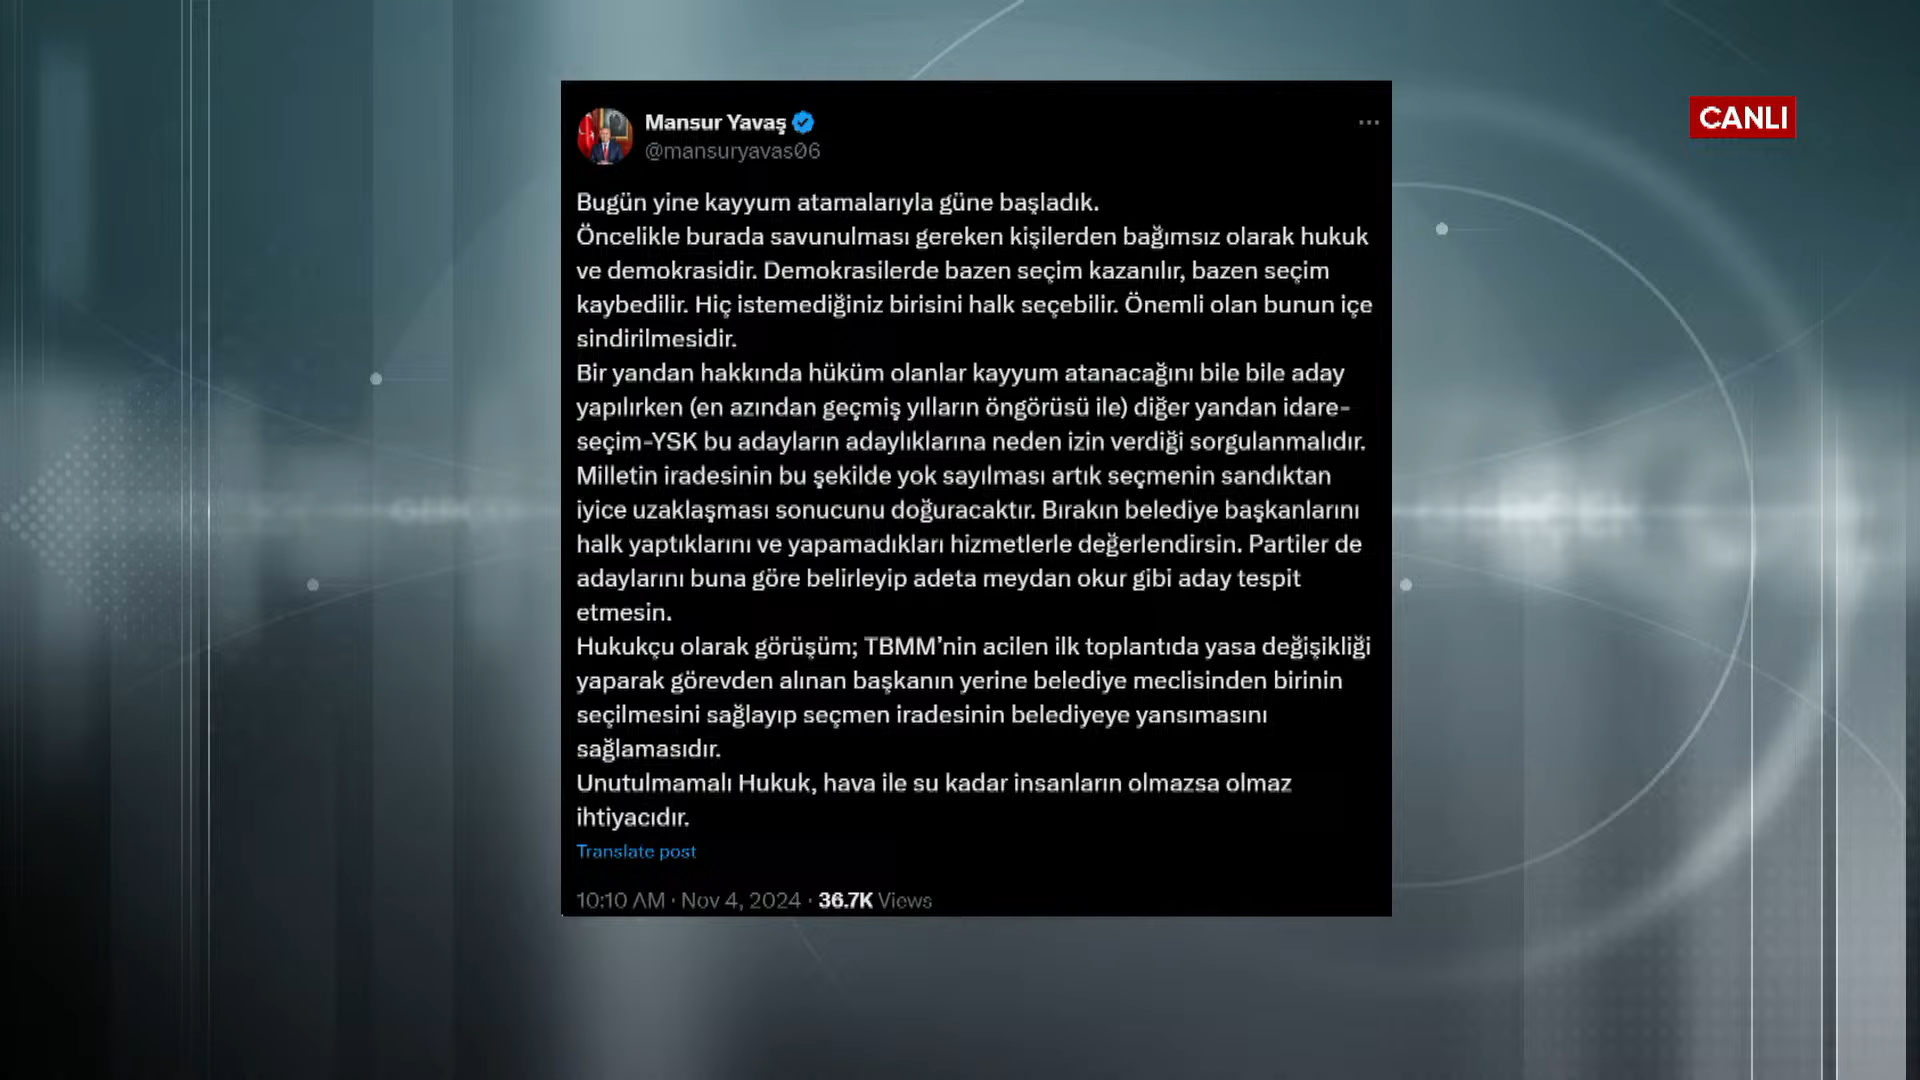 CANLI
Mansur Yavaş
@mansuryavas06
Bugün yine kayyum atamalarıyla güne başladık.
Öncelikle burada savunulması gereken kişilerden bağımsız olarak hukuk
ve demokrasidir. Demokrasilerde bazen seçim kazanılır, bazen seçim
kaybedilir. Hiç istemediğiniz birisini halk seçebilir. Önemli olan bunun içe
sindirilmesidir.
Bir yandan hakkında hüküm olanlar kayyum atanacağını bile bile aday
yapılırken (en azından geçmiş yılların öngörüsü ile) diğer yandan idare-
seçim-YSK bu adayların adaylıklarına neden izin verdiği sorgulanmalıdır.
Milletin iradesinin bu şekilde yok sayılması artık seçmenin sandıktan
iyice uzaklaşması sonucunu doğuracaktır. Bırakın belediye başkanlarını
halk yaptıklarını ve yapamadıkları hizmetlerle değerlendirsin. Partiler de
adaylarını buna göre belirleyip adeta meydan okur gibi aday tespit
etmesin.
Hukukçu olarak görüşüm; TBMM’nin acilen ilk toplantıda yasa değişikliği
yaparak görevden alınan başkanın yerine belediye meclisinden birinin
seçilmesini sağlayıp seçmen iradesinin belediyeye yansımasını
sağlamasıdır.
Unutulmamalı Hukuk, hava ile su kadar insanların olmazsa olmaz
ihtiyacıdır.
Translate post
10:10 AM · Nov 4, 2024 · 36.7K Views